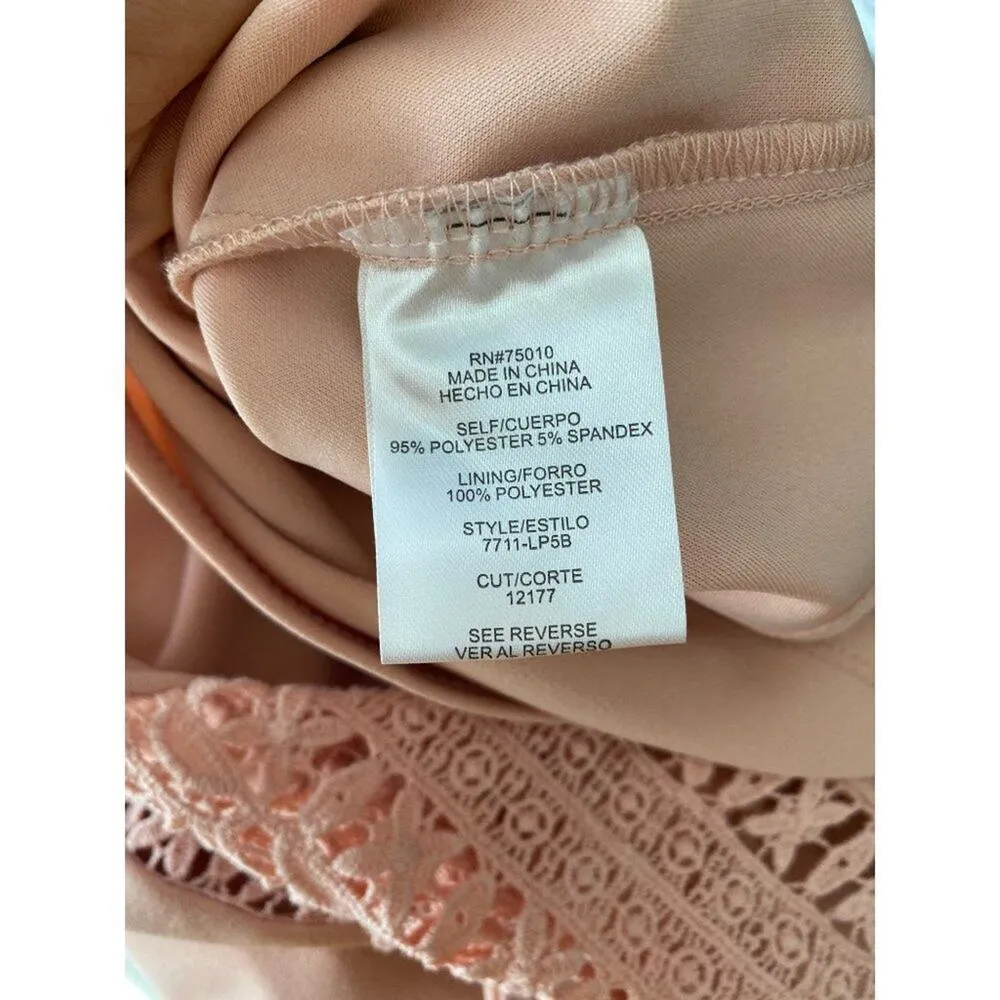 RN#75010
MADE IN CHINA
HECHO EN CHINA
SELF/CUERPO
95% POLYESTER 5% SPANDEX
LINING/FORRO
100% POLYESTER
STYLE/ESTILO
7711-LP5B
CUT/CORTE
12177
SEE REVERSE
VER AL REVERSO